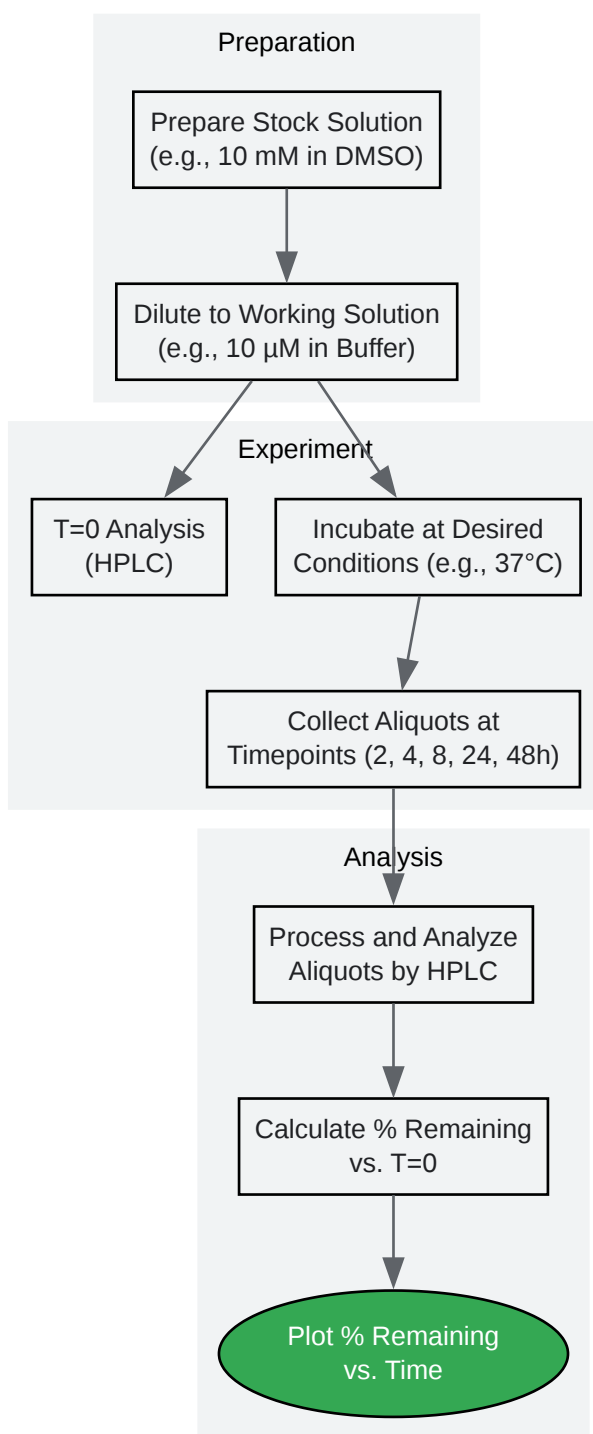 Preparation
Prepare Stock Solution
(e.g., 10 mM in DMSO)
Dilute to Working Solution
(e.g., 10 µM in Buffer)
Experiment
T=0 Analysis
(HPLC)
Incubate at Desired
Conditions (e.g., 37°C)
Collect Aliquots at
Timepoints (2, 4, 8, 24, 48h)
Analysis
Process and Analyze
Aliquots by HPLC
Calculate % Remaining
vs. T=0
Plot % Remaining
vs. Time